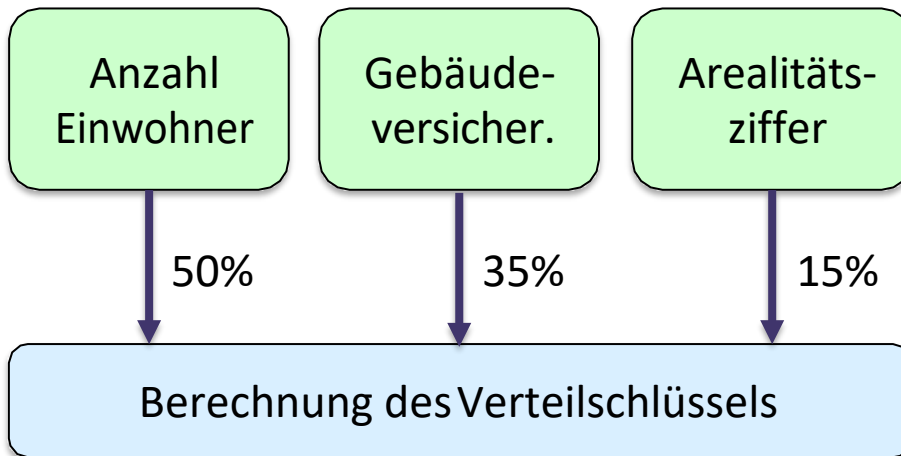 Anzahl
Einwohner
Gebäude-
versicher.
Arealitäts-
ziffer
50%
35%
15%
Berechnung des Verteilschlüssels